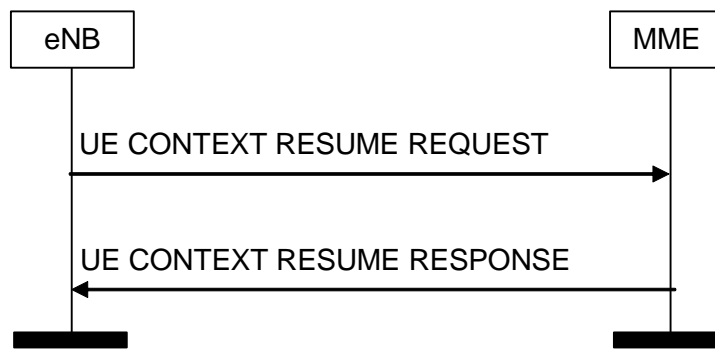 eNB
MME
UE CONTEXT RESUME REQUEST
UE CONTEXT RESUME RESPONSE